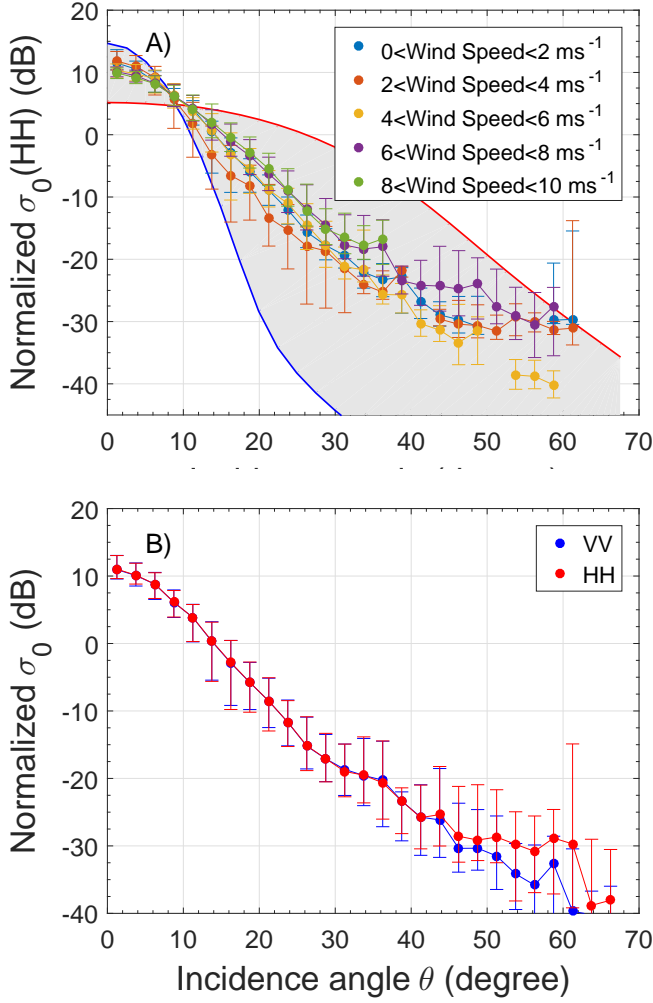 A)
0<Wind Speed<2 ms⁻¹
2<Wind Speed<4 ms⁻¹
4<Wind Speed<6 ms⁻¹
6<Wind Speed<8 ms⁻¹
8<Wind Speed<10 ms⁻¹
Normalized σ₀(HH) (dB)
20
10
0
-10
-20
-30
-40
0 10 20 30 40 50 60 70
B)
VV
HH
Normalized σ₀ (dB)
20
10
0
-10
-20
-30
-40
0 10 20 30 40 50 60 70
Incidence angle θ (degree)